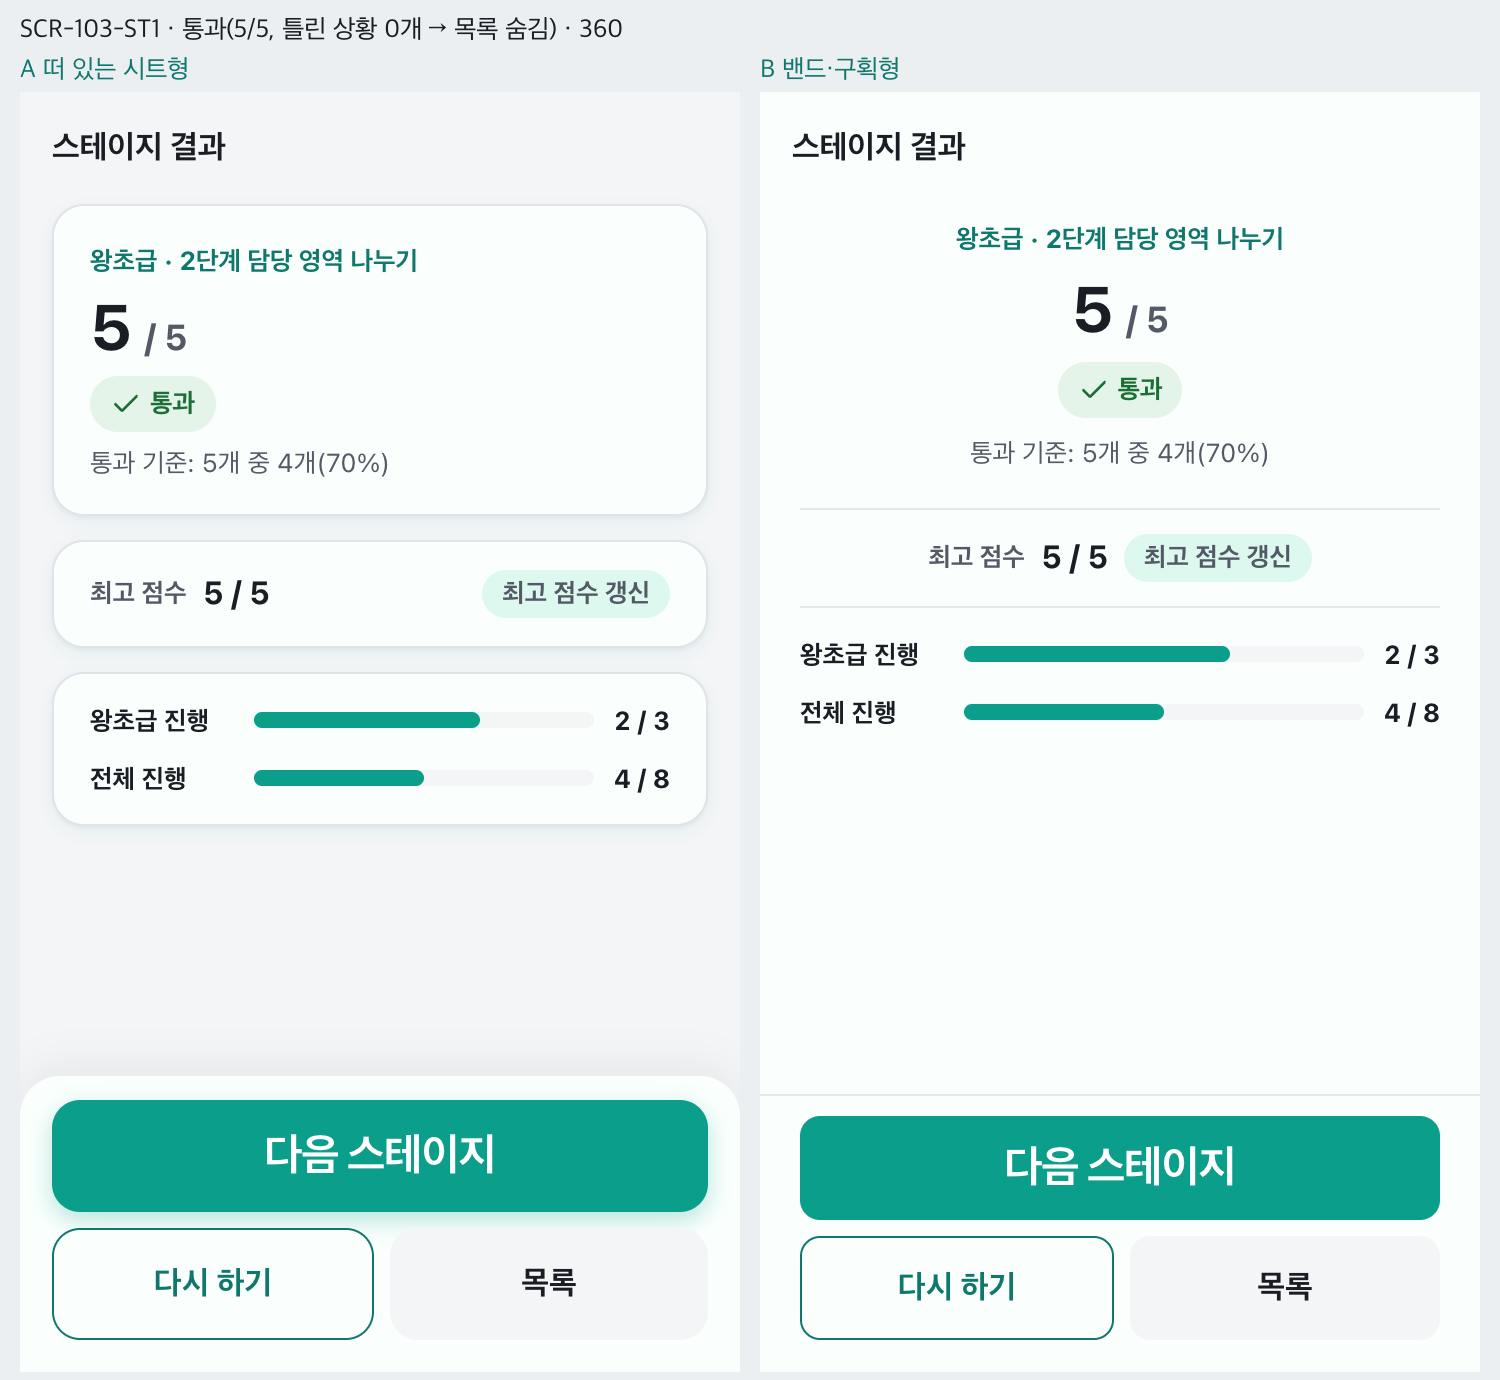 SCR-103-ST1 · 통과(5/5, 틀린 상황 0개 → 목록 숨김) · 360
A 떠 있는 시트형
스테이지 결과
왕초급 · 2단계 담당 영역 나누기
5 / 5
통과
통과 기준: 5개 중 4개(70%)
최고 점수 5 / 5 최고 점수 갱신
왕초급 진행 2 / 3
전체 진행 4 / 8
다음 스테이지
다시 하기 목록
B 밴드·구획형
스테이지 결과
왕초급 · 2단계 담당 영역 나누기
5 / 5
통과
통과 기준: 5개 중 4개(70%)
최고 점수 5 / 5 최고 점수 갱신
왕초급 진행 2 / 3
전체 진행 4 / 8
다음 스테이지
다시 하기 목록